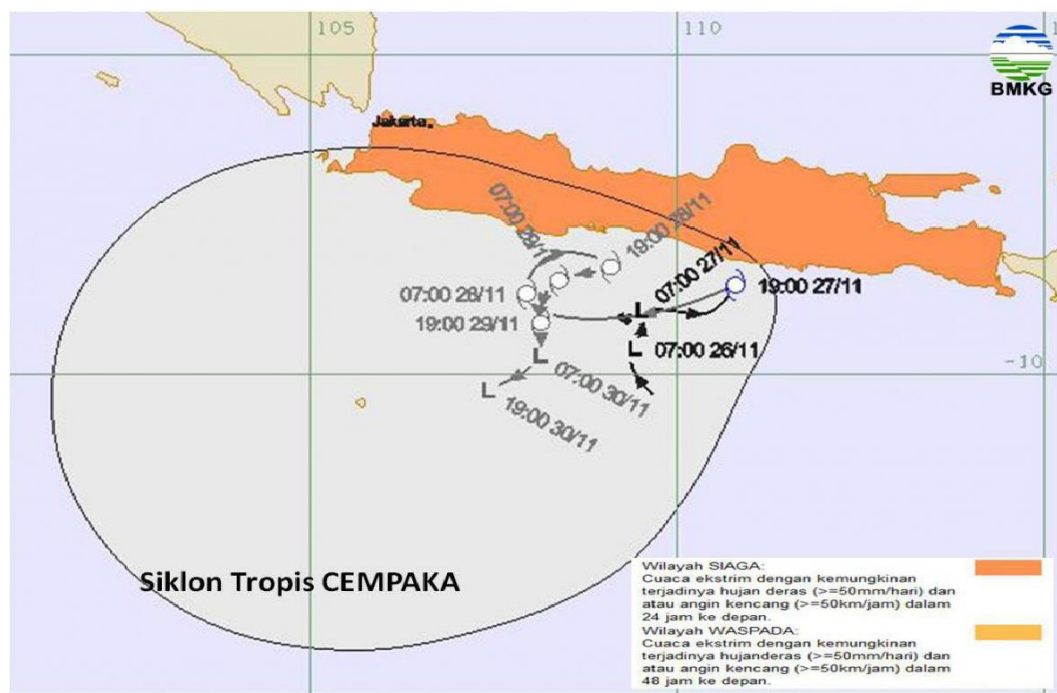 105
110
1
BMKG
Jakarta
07:00 29/11
19:00 28/11
07:00 27/11
07:00 28/11
19:00 27/11
19:00 29/11
07:00 26/11
-10
07:00 30/11
19:00 30/11
L
L
L
L
Siklon Tropis CEMPAKA
Wilayah SIAGA:
Cuaca ekstrim dengan kemungkinan
terjadinya hujan deras (>=50mm/hari) dan
atau angin kencang (>=50km/jam) dalam
24 jam ke depan.
Wilayah WASPADA:
Cuaca ekstrim dengan kemungkinan
terjadinya hujanderas (>=50mm/hari) dan
atau angin kencang (>=50km/jam) dalam
48 jam ke depan.